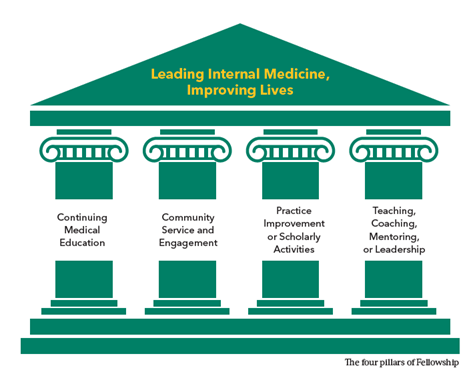 Leading Internal Medicine,
Improving Lives
Continuing
Medical
Education
Community
Service and
Engagement
Practice
Improvement
or Scholarly
Activities
Teaching,
Coaching,
Mentoring,
or Leadership
The four pillars of Fellowship